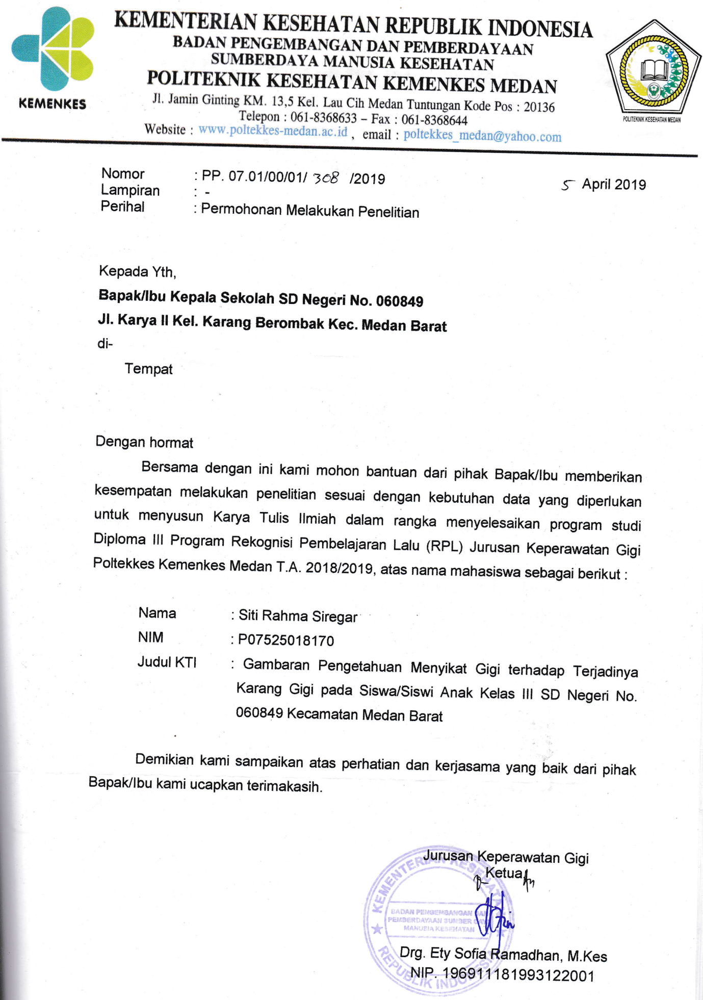 KEMENKES
KEMENTERIAN KESEHATAN REPUBLIK INDONESIA
BADAN PENGEMBANGAN DAN PEMBERDAYAAN
SUMBERDAYA MANUSIA KESEHATAN
POLITEKNIK KESEHATAN KEMENKES MEDAN
Jl. Jamin Ginting KM. 13,5 Kel. Lau Cih Medan Tuntungan Kode Pos : 20136
Telepon : 061-8368633 – Fax : 061-8368644
Website : www.poltekkes-medan.ac.id , email : poltekkes_medan@yahoo.com
POLITEKNIK KESEHATAN MEDAN
Nomor : PP. 07.01/00/01/ 308 /2019
5 April 2019
Lampiran : -
Perihal : Permohonan Melakukan Penelitian
Kepada Yth,
Bapak/Ibu Kepala Sekolah SD Negeri No. 060849
Jl. Karya II Kel. Karang Berombak Kec. Medan Barat
di-
Tempat
Dengan hormat
Bersama dengan ini kami mohon bantuan dari pihak Bapak/Ibu memberikan
kesempatan melakukan penelitian sesuai dengan kebutuhan data yang diperlukan
untuk menyusun Karya Tulis Ilmiah dalam rangka menyelesaikan program studi
Diploma III Program Rekognisi Pembelajaran Lalu (RPL) Jurusan Keperawatan Gigi
Poltekkes Kemenkes Medan T.A. 2018/2019, atas nama mahasiswa sebagai berikut :
Nama : Siti Rahma Siregar
NIM : P07525018170
Judul KTI : Gambaran Pengetahuan Menyikat Gigi terhadap Terjadinya
Karang Gigi pada Siswa/Siswi Anak Kelas III SD Negeri No.
060849 Kecamatan Medan Barat
Demikian kami sampaikan atas perhatian dan kerjasama yang baik dari pihak
Bapak/Ibu kami ucapkan terimakasih.
Jurusan Keperawatan Gigi
Ketua
KEMENTERIAN KESEHATAN
BADAN PENGEMBANGAN DAN
PEMBERDAYAAN SUMBER DAYA
MANUSIA KESEHATAN
REPUBLIK INDONESIA
Drg. Ety Sofia Ramadhan, M.Kes
NIP. 196911181993122001